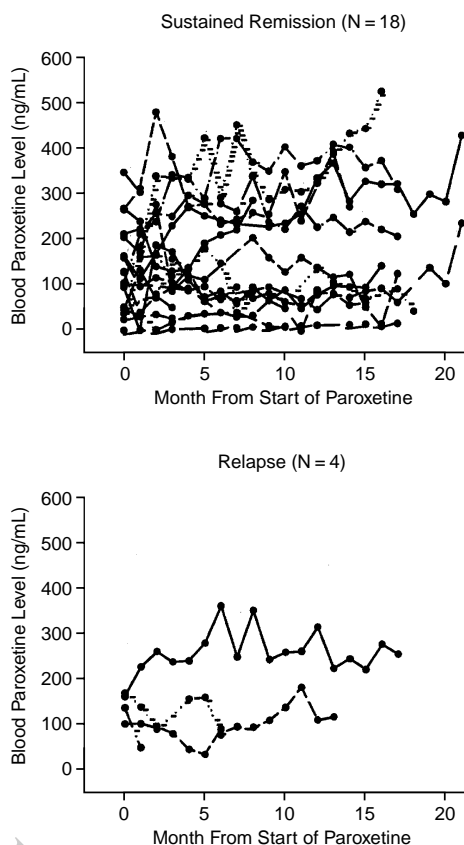 Sustained Remission (N = 18)
Blood Paroxetine Level (ng/mL)
600
500
400
300
200
100
0
0 5 10 15 20
Month From Start of Paroxetine
Relapse (N = 4)
Blood Paroxetine Level (ng/mL)
600
500
400
300
200
100
0
0 5 10 15 20
Month From Start of Paroxetine